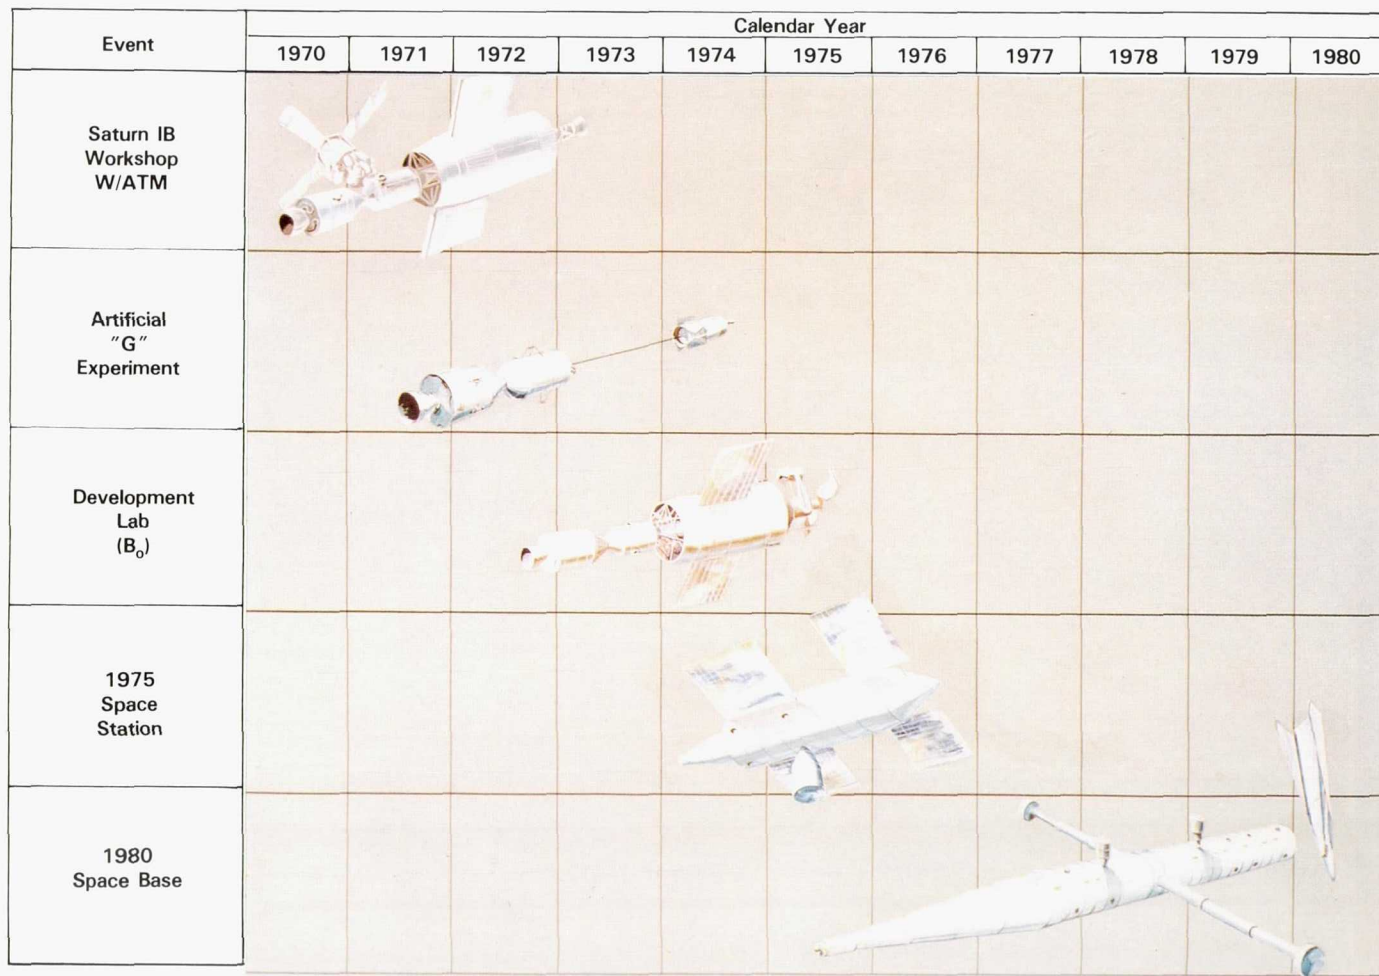 Event
Calendar Year
1970 1971 1972 1973 1974 1975 1976 1977 1978 1979 1980
Saturn IB
Workshop
W/ATM
Artificial
"G"
Experiment
Development
Lab
(B₀)
1975
Space
Station
1980
Space Base